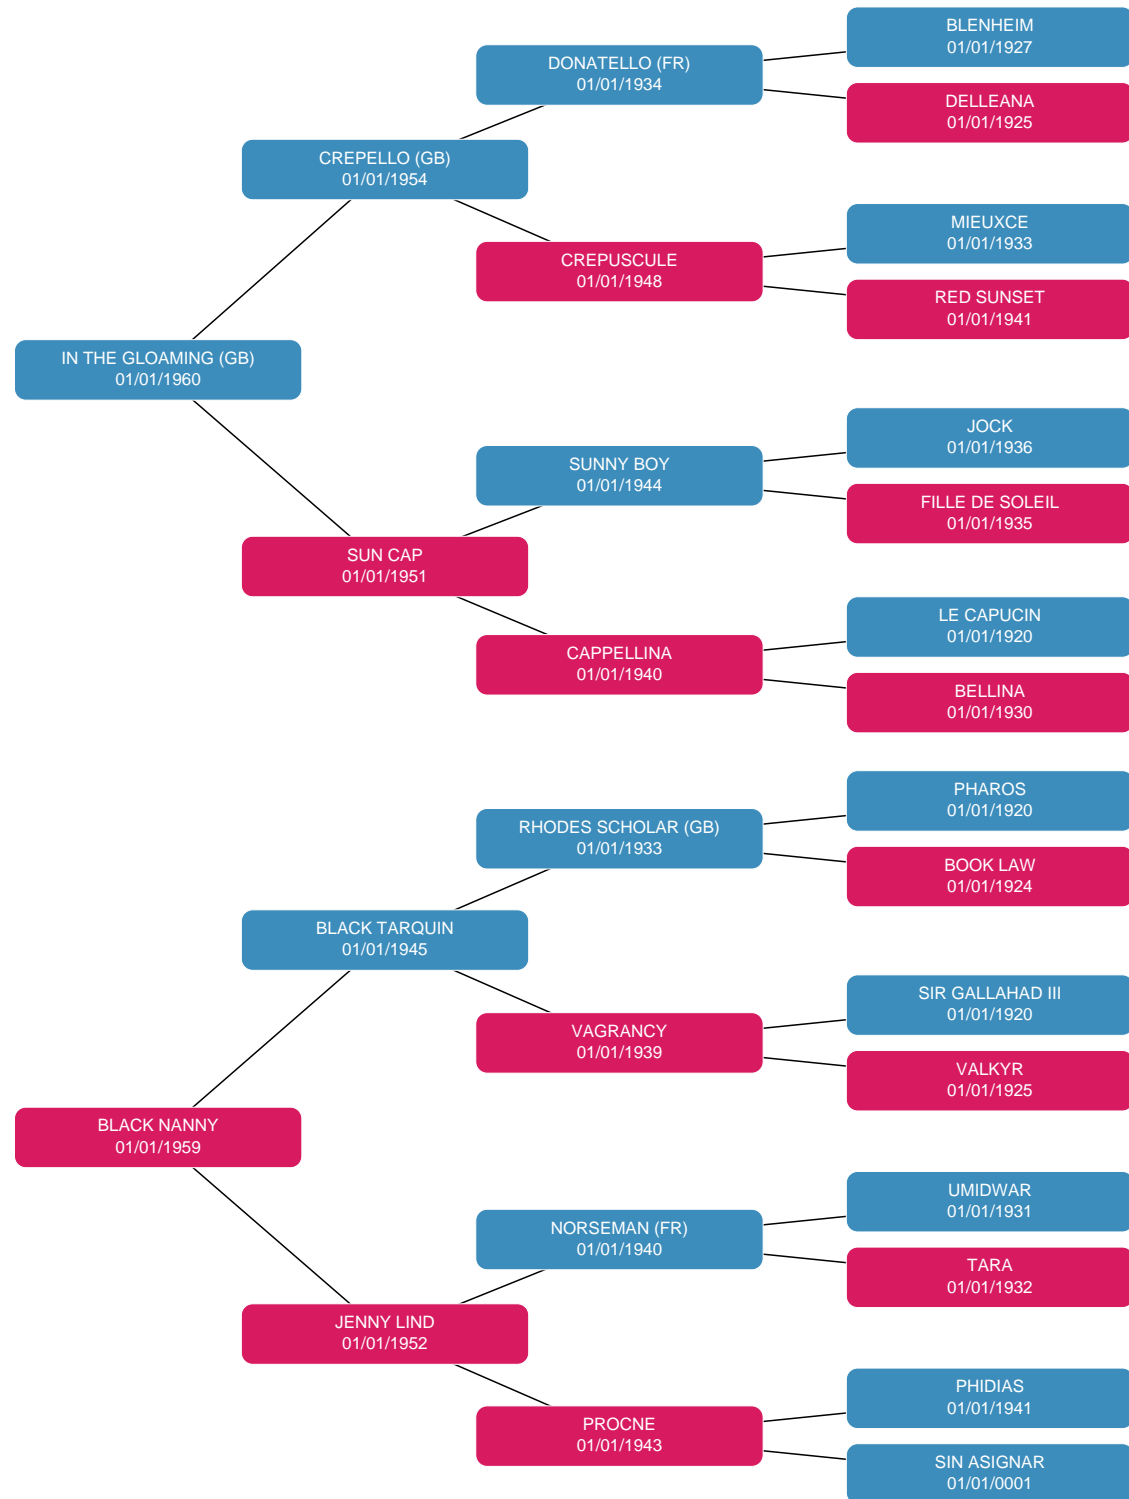 BLENHEIM
01/01/1927
DONATELLO (FR)
01/01/1934
DELLEANA
01/01/1925
CREPELLO (GB)
01/01/1954
MIEUXCE
01/01/1933
CREPUSCULE
01/01/1948
RED SUNSET
01/01/1941
IN THE GLOAMING (GB)
01/01/1960
JOCK
01/01/1936
SUNNY BOY
01/01/1944
FILLE DE SOLEIL
01/01/1935
SUN CAP
01/01/1951
LE CAPUCIN
01/01/1920
CAPPELLINA
01/01/1940
BELLINA
01/01/1930
PHAROS
01/01/1920
RHODES SCHOLAR (GB)
01/01/1933
BOOK LAW
01/01/1924
BLACK TARQUIN
01/01/1945
SIR GALLAHAD III
01/01/1920
VAGRANCY
01/01/1939
VALKYR
01/01/1925
BLACK NANNY
01/01/1959
UMIDWAR
01/01/1931
NORSEMAN (FR)
01/01/1940
TARA
01/01/1932
JENNY LIND
01/01/1952
PHIDIAS
01/01/1941
PROCNE
01/01/1943
SIN ASIGNAR
01/01/0001